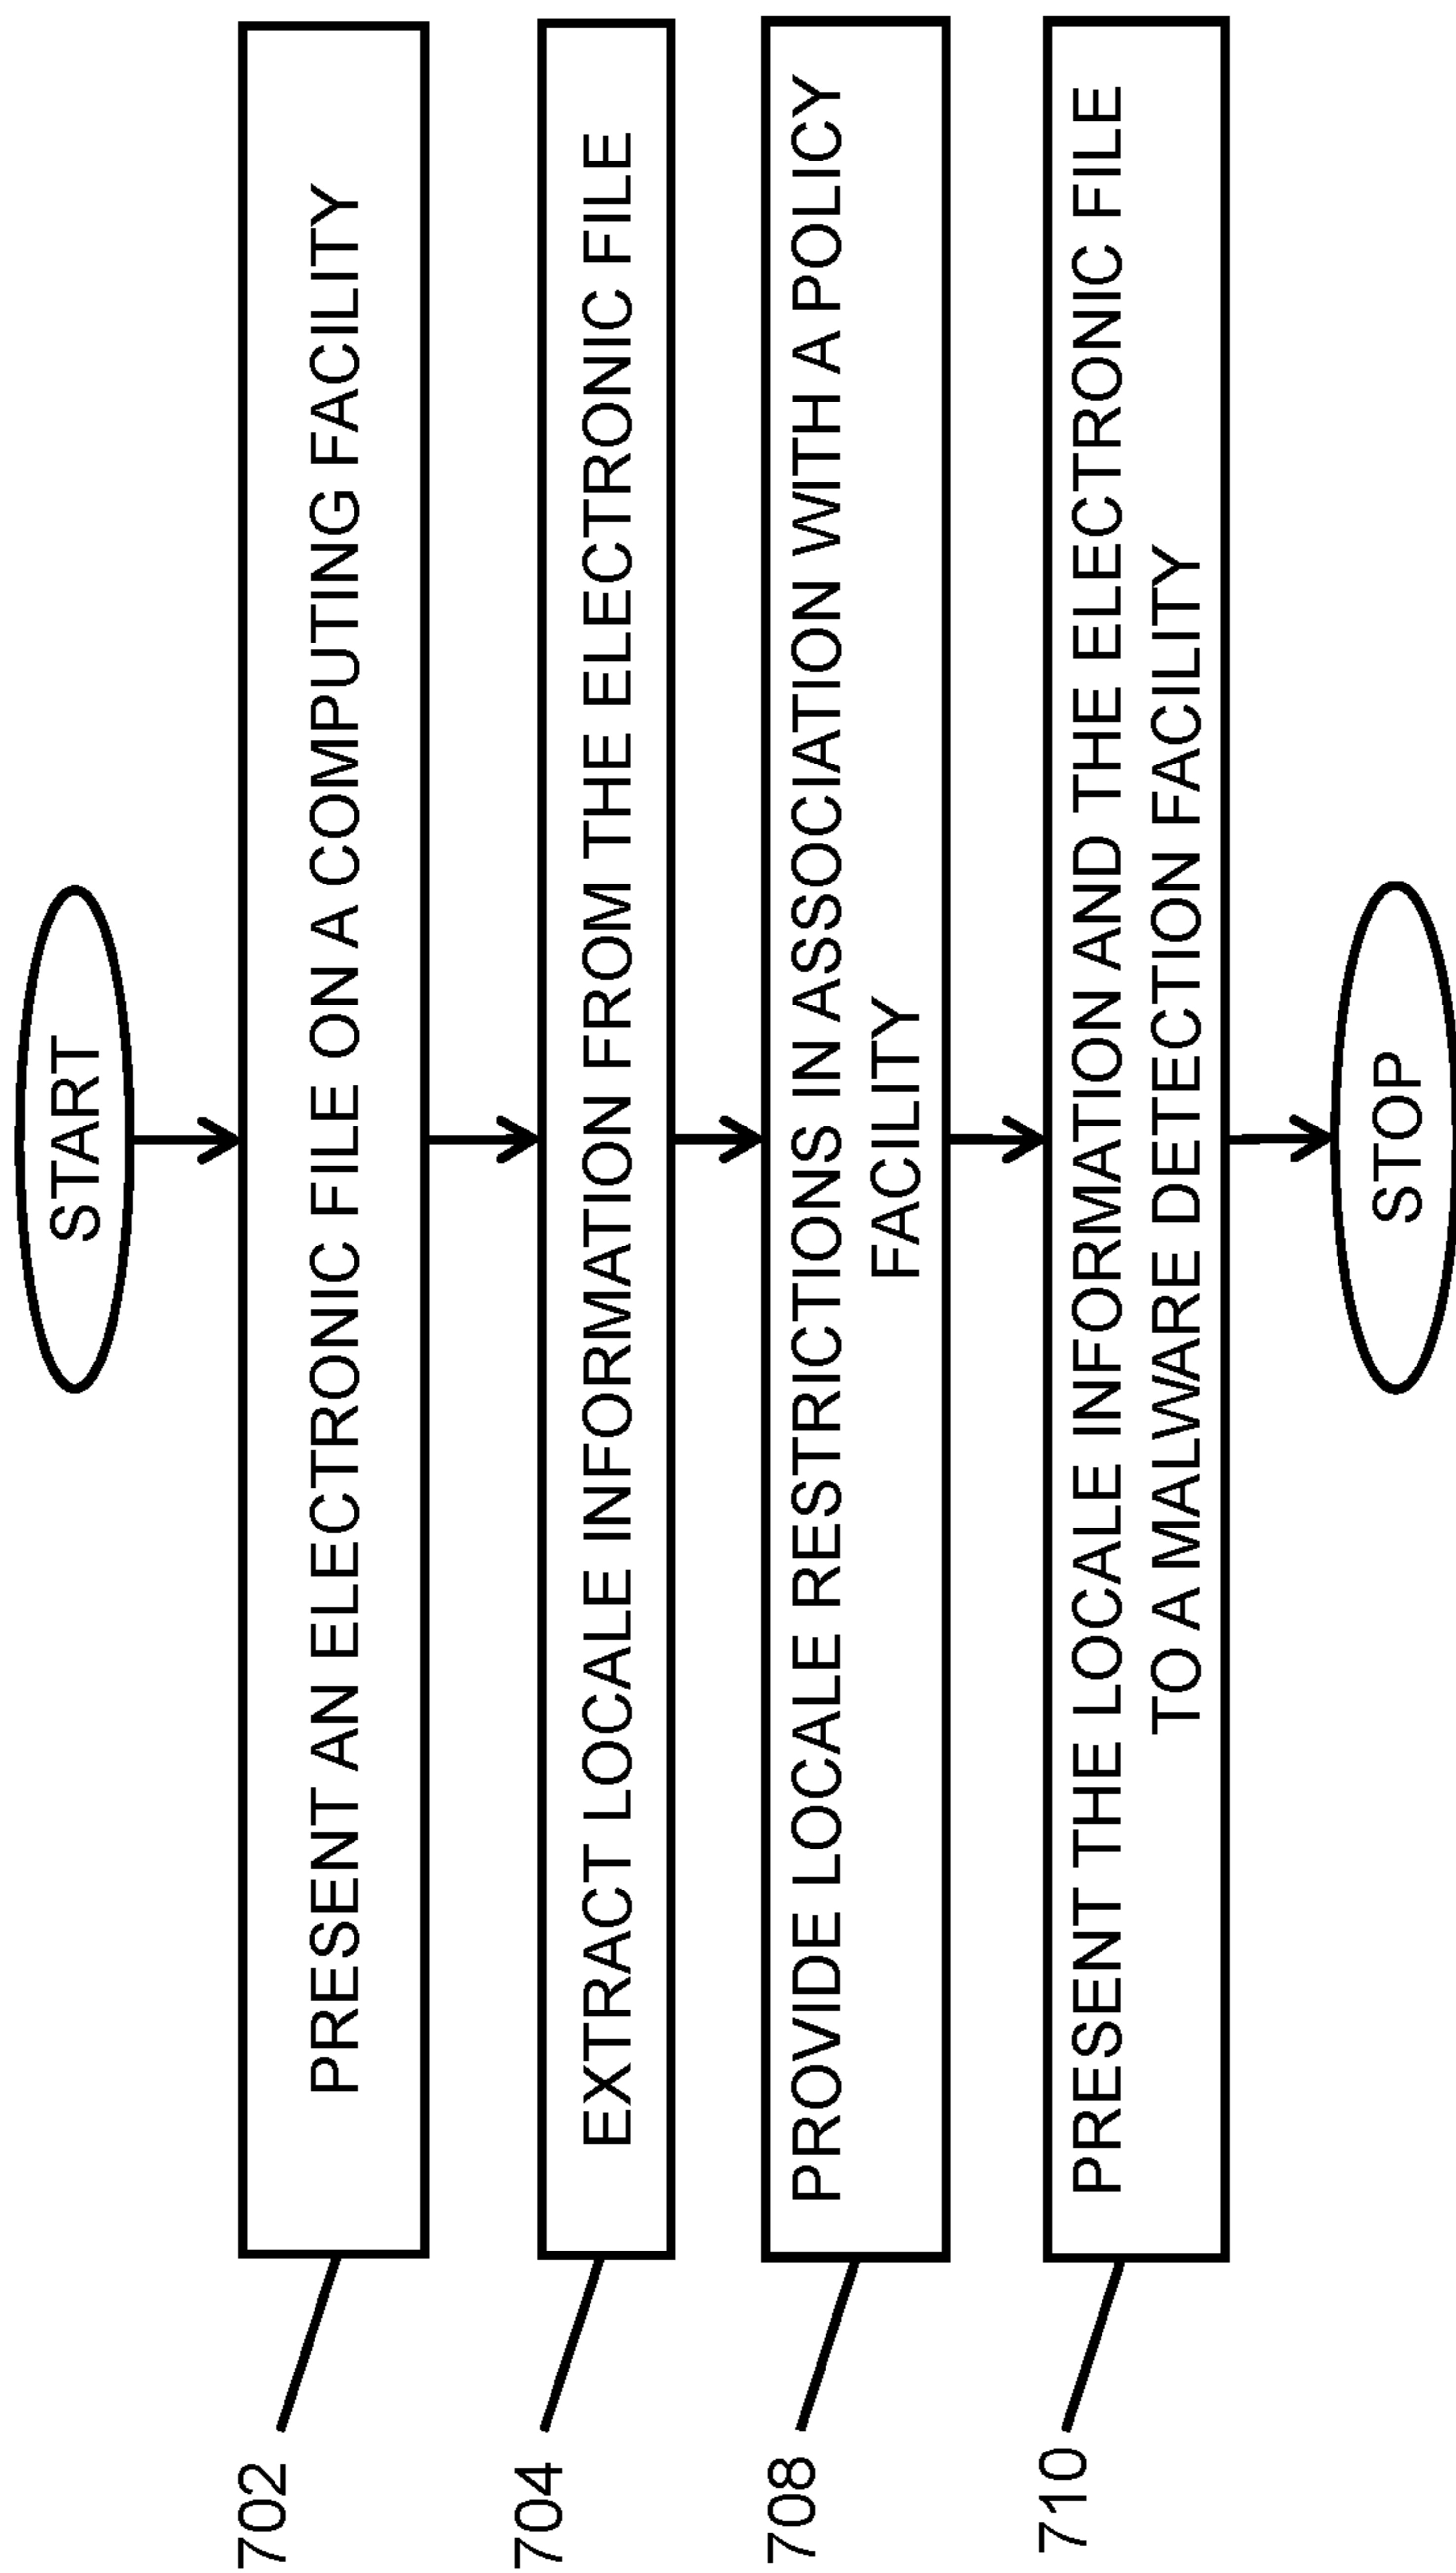 START
702
PRESENT AN ELECTRONIC FILE ON A COMPUTING FACILITY
704
EXTRACT LOCALE INFORMATION FROM THE ELECTRONIC FILE
708
PROVIDE LOCALE RESTRICTIONS IN ASSOCIATION WITH A POLICY
FACILITY
710
PRESENT THE LOCALE INFORMATION AND THE ELECTRONIC FILE
TO A MALWARE DETECTION FACILITY
STOP